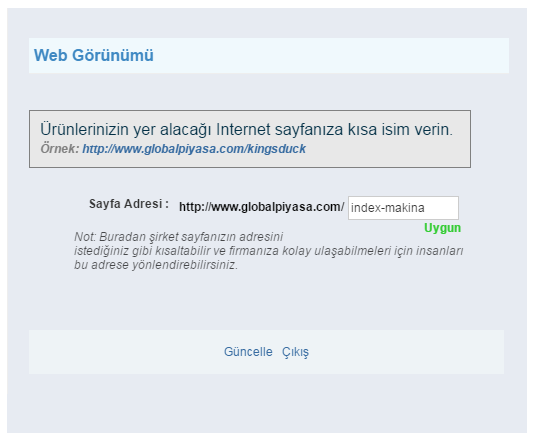 Web Görünümü
Ürünlerinizin yer alacağı Internet sayfanıza kısa isim verin.
Örnek: http://www.globalpiyasa.com/kingsduck
Sayfa Adresi : http://www.globalpiyasa.com/ index-makina
Uygun
Not: Buradan şirket sayfanızın adresini
istediğiniz gibi kısaltabilir ve firmanıza kolay ulaşabilmeleri için insanları
bu adrese yönlendirebilirsiniz.
Güncelle Çıkış